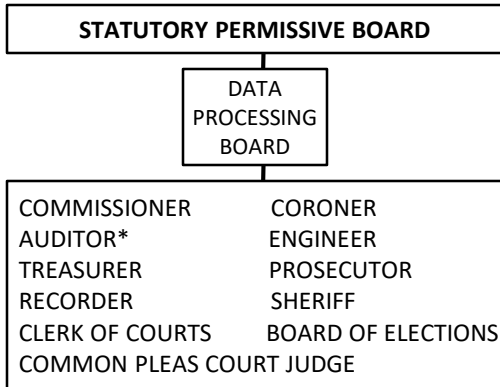 STATUTORY PERMISSIVE BOARD
DATA
PROCESSING
BOARD
COMMISSIONER CORONER
AUDITOR* ENGINEER
TREASURER PROSECUTOR
RECORDER SHERIFF
CLERK OF COURTS BOARD OF ELECTIONS
COMMON PLEAS COURT JUDGE